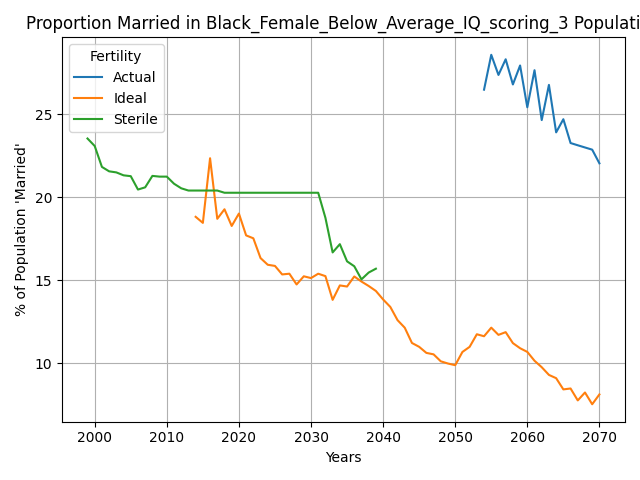 Proportion Married in Black_Female_Below_Average_IQ_scoring_3 Populati
Fertility
Actual
Ideal
Sterile
% of Population 'Married'
25
20
15
10
2000 2010 2020 2030 2040 2050 2060 2070
Years